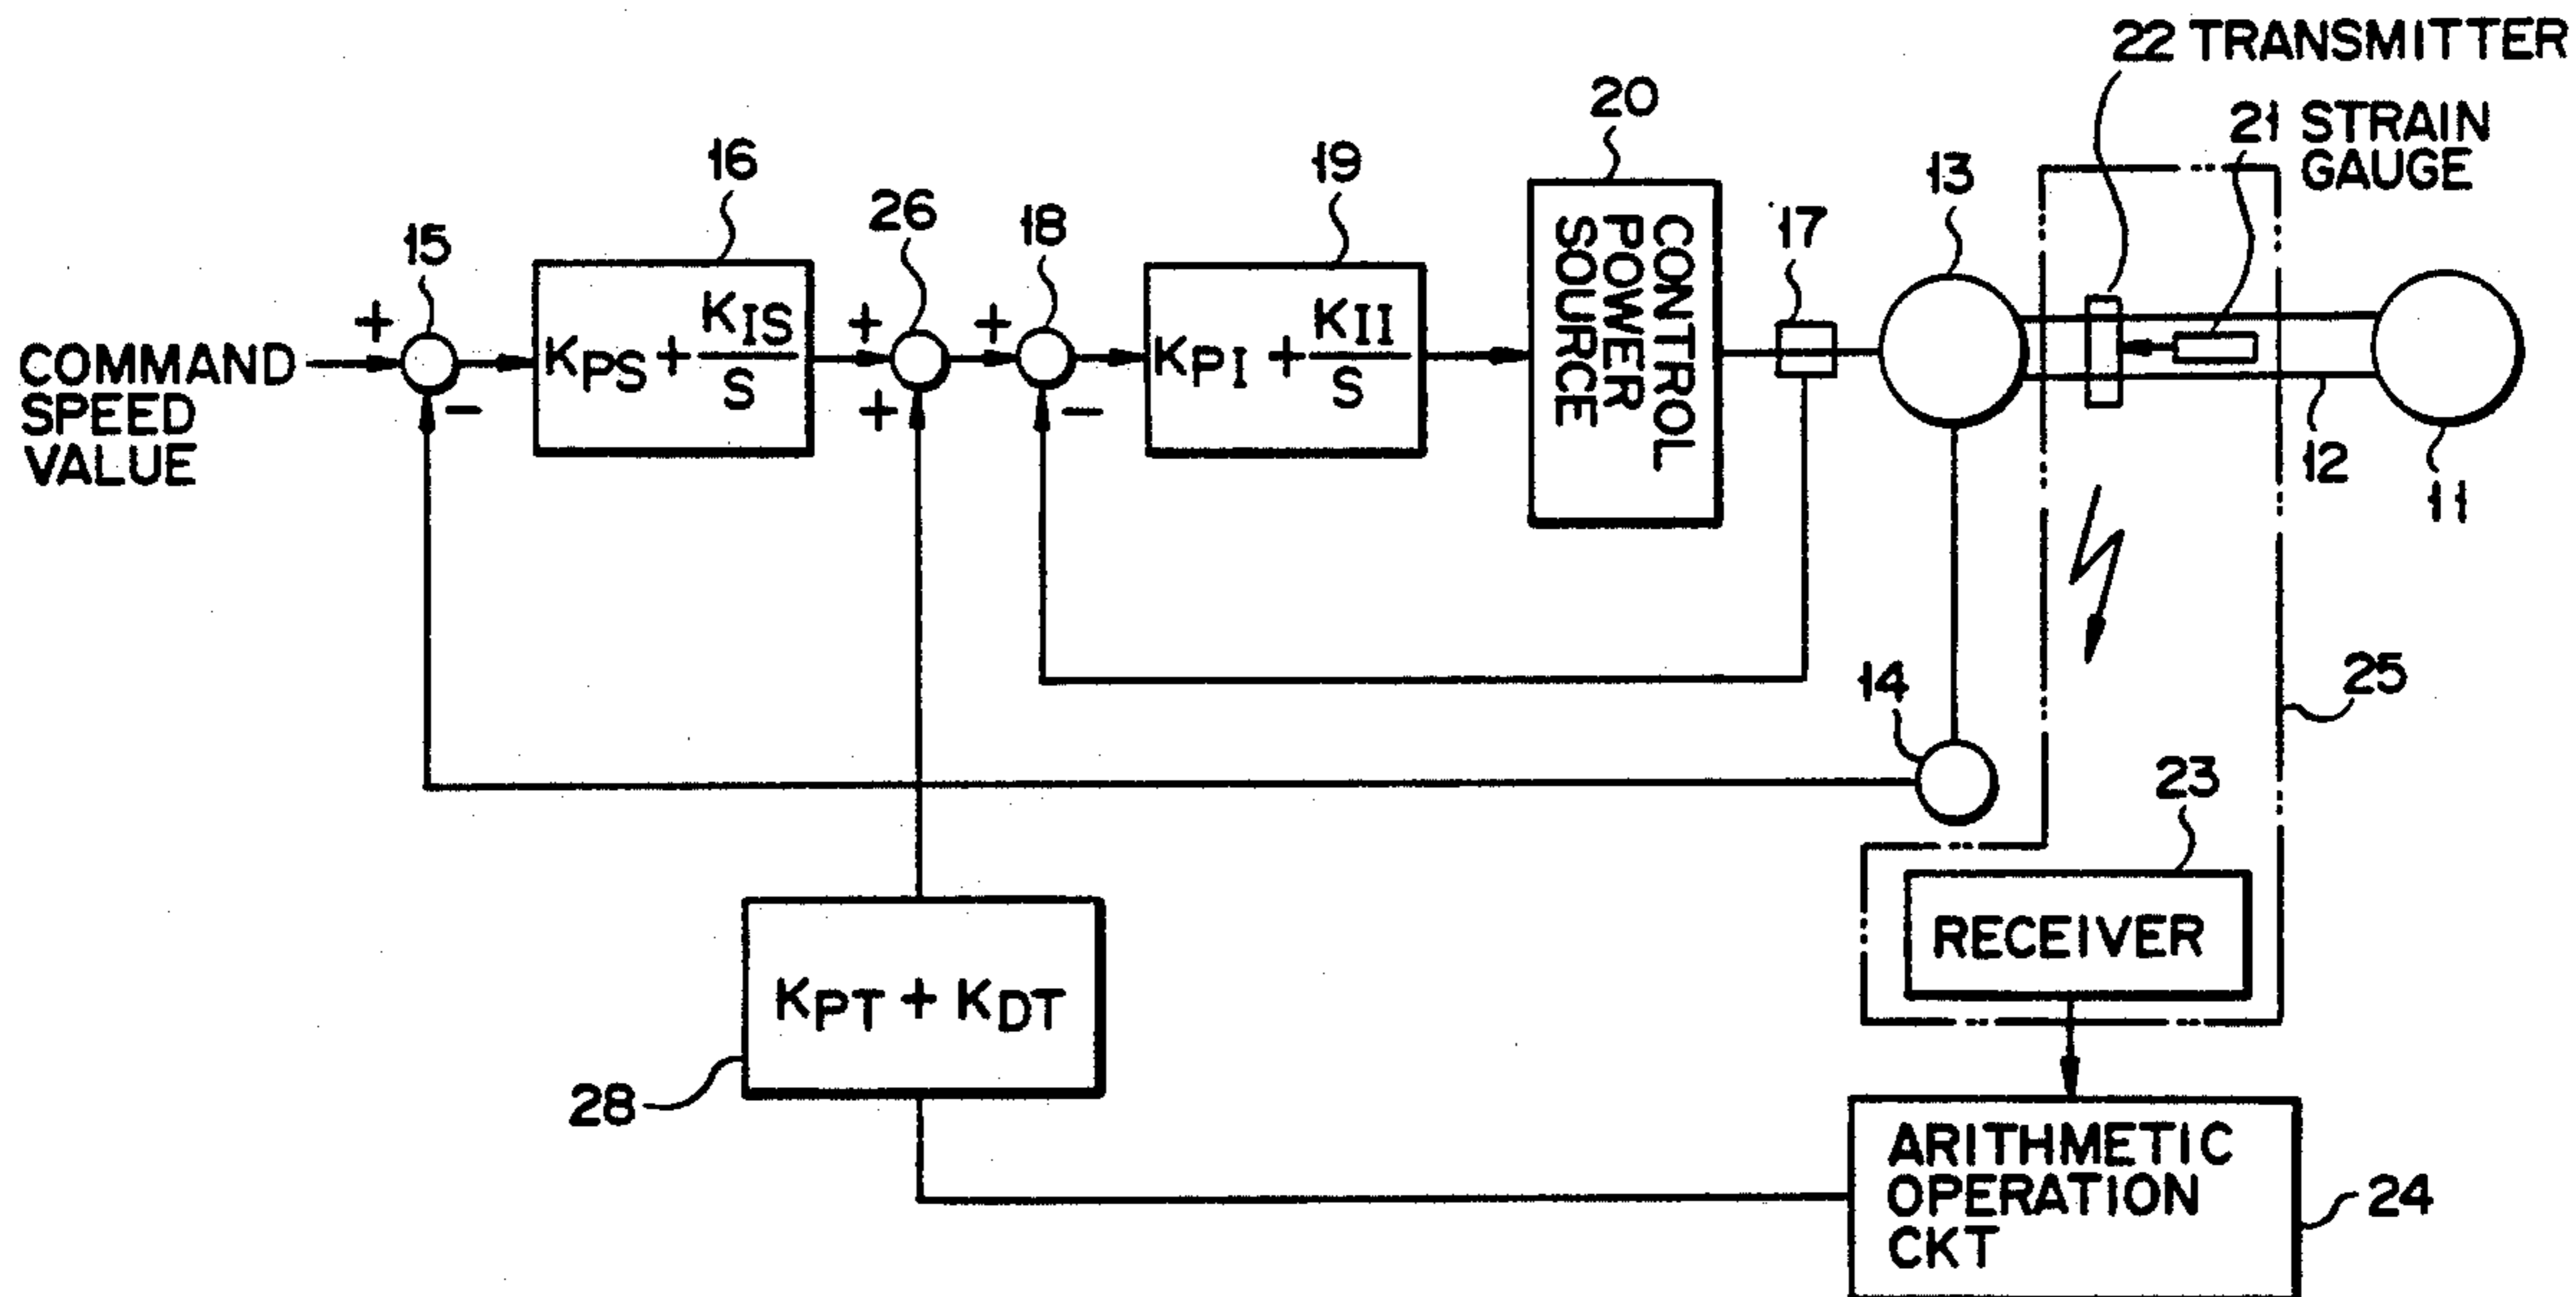 22 TRANSMITTER
21 STRAIN
GAUGE
20
16
19
13
15
26
18
17
COMMAND
SPEED
VALUE
+
-
KPS + KIS/S
+
+
+
-
KPI + KII/S
CONTROL
POWER
SOURCE
12
11
14
25
23
RECEIVER
KPT + KDT
28
ARITHMETIC
OPERATION
CKT
24